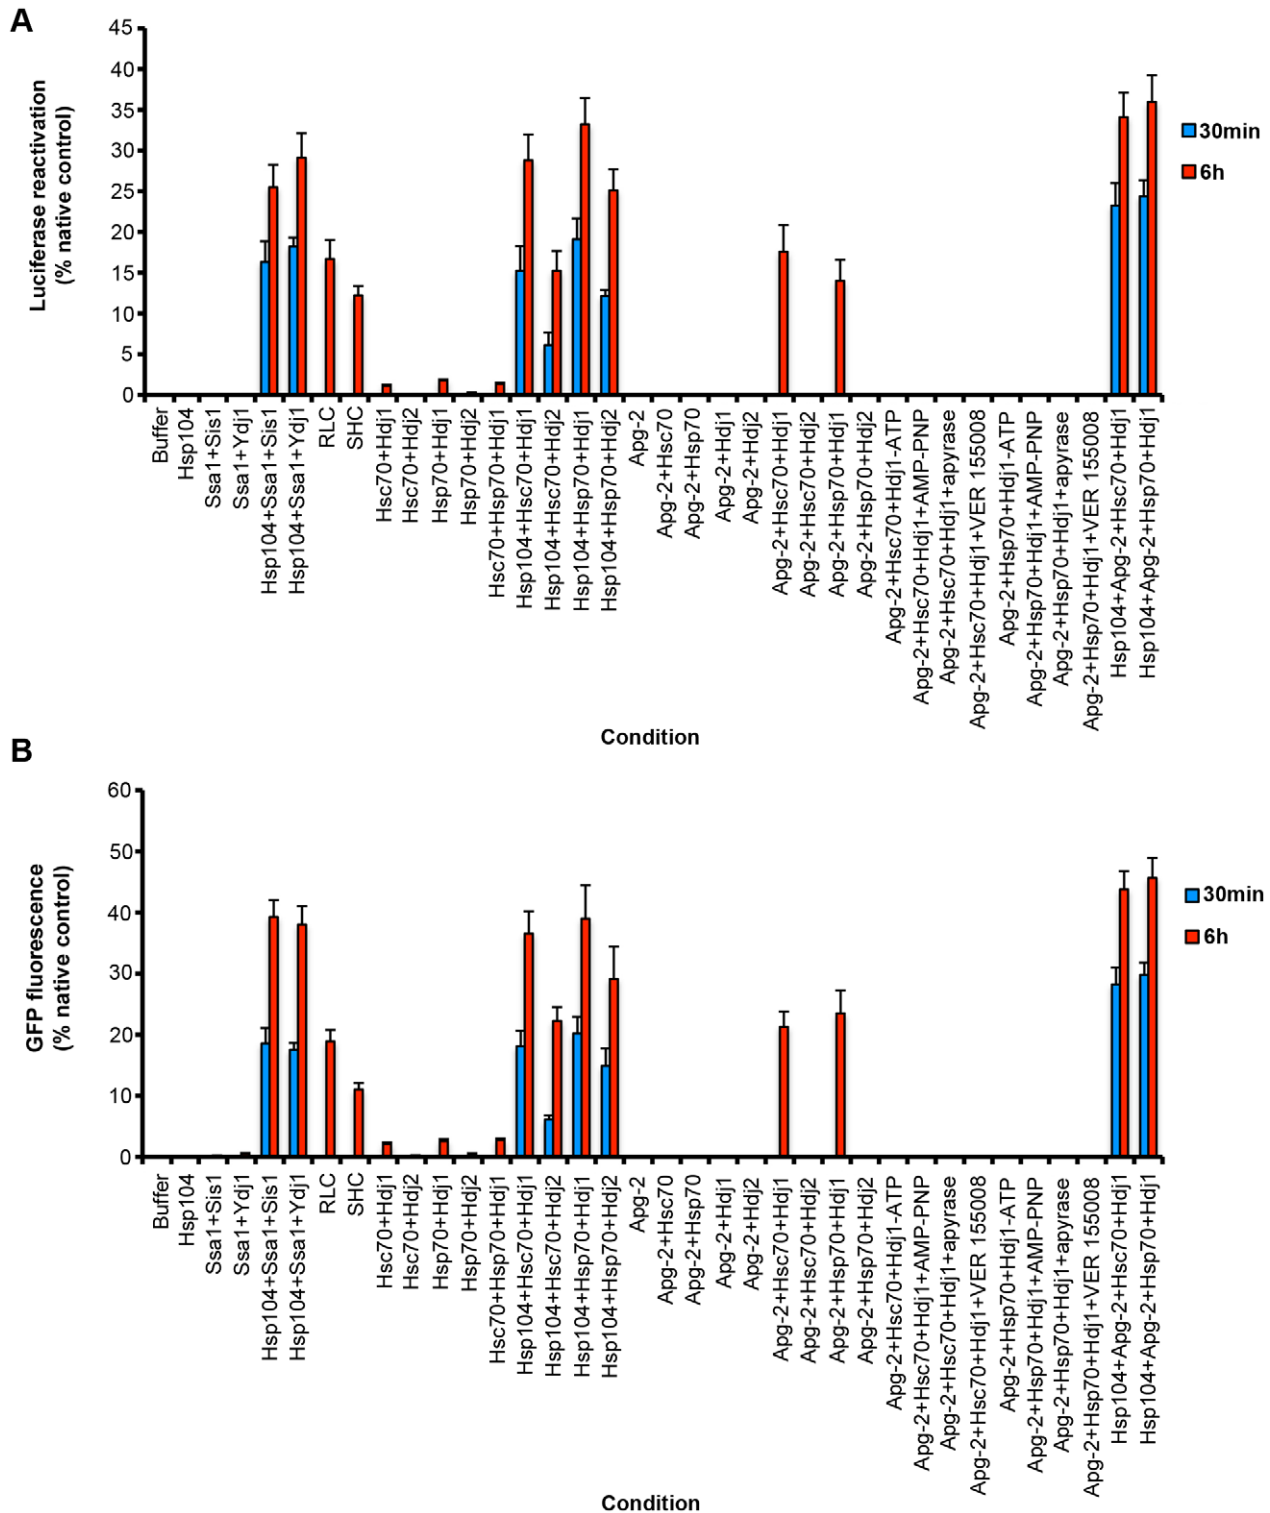 A
45
40
35
30
25
20
15
10
5
0
Luciferase reactivation
(% native control)
30min
6h
Buffer
Hsp104
Ssa1+Sis1
Ssa1+Ydj1
Hsp104+Ssa1+Sis1
Hsp104+Ssa1+Ydj1
RLC
SHC
Hsc70+Hdj1
Hsc70+Hdj2
Hsp70+Hdj1
Hsp70+Hdj2
Hsc70+Hsp70+Hdj1
Hsp104+Hsc70+Hdj1
Hsp104+Hsc70+Hdj2
Hsp104+Hsp70+Hdj1
Hsp104+Hsp70+Hdj2
Apg-2
Apg-2+Hsc70
Apg-2+Hsp70
Apg-2+Hdj1
Apg-2+Hdj2
Apg-2+Hsc70+Hdj1
Apg-2+Hsc70+Hdj2
Apg-2+Hsp70+Hdj1
Apg-2+Hsp70+Hdj2
Apg-2+Hsc70+Hdj1-ATP
Apg-2+Hsc70+Hdj1+AMP-PNP
Apg-2+Hsc70+Hdj1+apyrase
Apg-2+Hsc70+Hdj1+VER 155008
Apg-2+Hsp70+Hdj1-ATP
Apg-2+Hsp70+Hdj1+AMP-PNP
Apg-2+Hsp70+Hdj1+apyrase
Apg-2+Hsp70+Hdj1+VER 155008
Hsp104+Apg-2+Hsc70+Hdj1
Hsp104+Apg-2+Hsp70+Hdj1
Condition
B
60
50
40
30
20
10
0
GFP fluorescence
(% native control)
30min
6h
Buffer
Hsp104
Ssa1+Sis1
Ssa1+Ydj1
Hsp104+Ssa1+Sis1
Hsp104+Ssa1+Ydj1
RLC
SHC
Hsc70+Hdj1
Hsc70+Hdj2
Hsp70+Hdj1
Hsp70+Hdj2
Hsc70+Hsp70+Hdj1
Hsp104+Hsc70+Hdj1
Hsp104+Hsc70+Hdj2
Hsp104+Hsp70+Hdj1
Hsp104+Hsp70+Hdj2
Apg-2
Apg-2+Hsc70
Apg-2+Hsp70
Apg-2+Hdj1
Apg-2+Hdj2
Apg-2+Hsc70+Hdj1
Apg-2+Hsc70+Hdj2
Apg-2+Hsp70+Hdj1
Apg-2+Hsp70+Hdj2
Apg-2+Hsc70+Hdj1-ATP
Apg-2+Hsc70+Hdj1+AMP-PNP
Apg-2+Hsc70+Hdj1+apyrase
Apg-2+Hsc70+Hdj1+VER 155008
Apg-2+Hsp70+Hdj1-ATP
Apg-2+Hsp70+Hdj1+AMP-PNP
Apg-2+Hsp70+Hdj1+apyrase
Apg-2+Hsp70+Hdj1+VER 155008
Hsp104+Apg-2+Hsc70+Hdj1
Hsp104+Apg-2+Hsp70+Hdj1
Condition